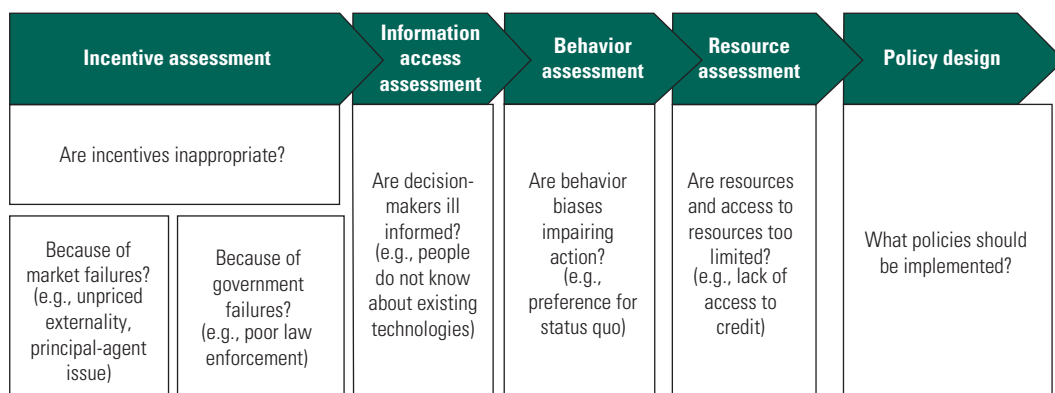 Incentive assessment
Information
access
assessment
Behavior
assessment
Resource
assessment
Policy design
Are incentives inappropriate?
Because of
market failures?
(e.g., unpriced
externality,
principal-agent
issue)
Because of
government
failures?
(e.g., poor law
enforcement)
Are decision-
makers ill
informed?
(e.g., people
do not know
about existing
technologies)
Are behavior
biases
impairing
action?
(e.g.,
preference for
status quo)
Are resources
and access to
resources too
limited?
(e.g., lack of
access to
credit)
What policies should
be implemented?